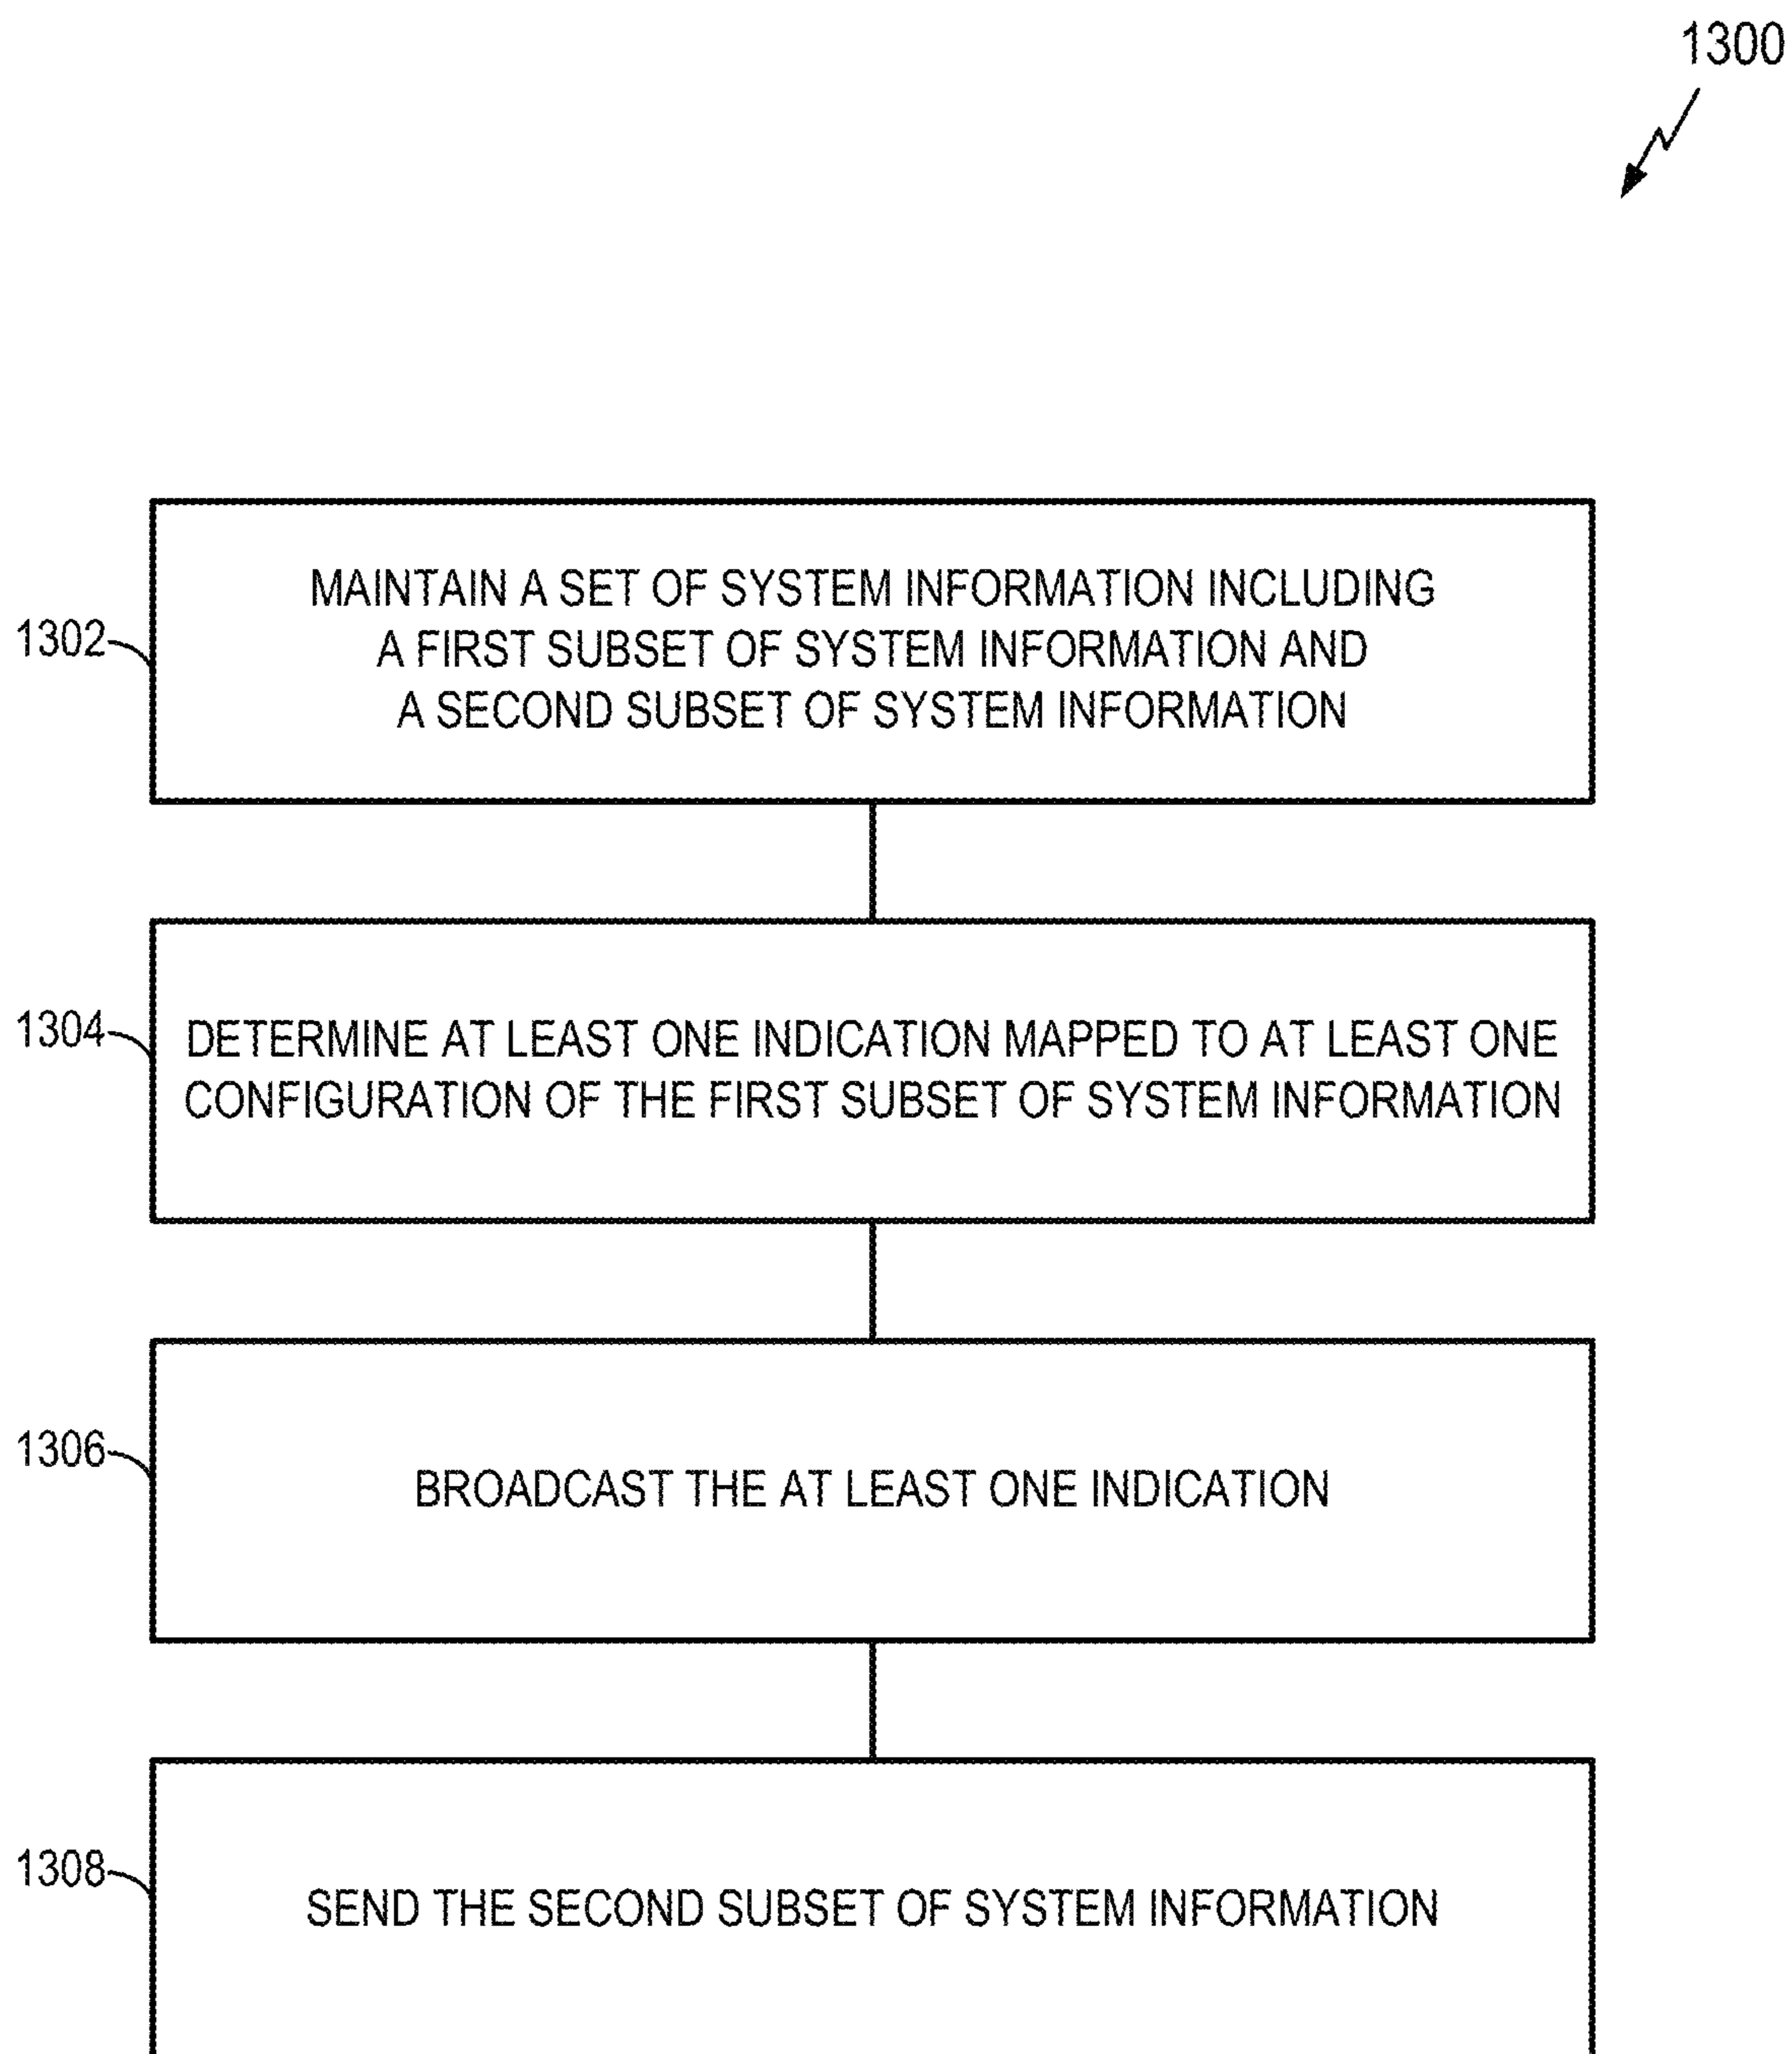 1300
1302
MAINTAIN A SET OF SYSTEM INFORMATION INCLUDING
A FIRST SUBSET OF SYSTEM INFORMATION AND
A SECOND SUBSET OF SYSTEM INFORMATION
1304
DETERMINE AT LEAST ONE INDICATION MAPPED TO AT LEAST ONE
CONFIGURATION OF THE FIRST SUBSET OF SYSTEM INFORMATION
1306
BROADCAST THE AT LEAST ONE INDICATION
1308
SEND THE SECOND SUBSET OF SYSTEM INFORMATION